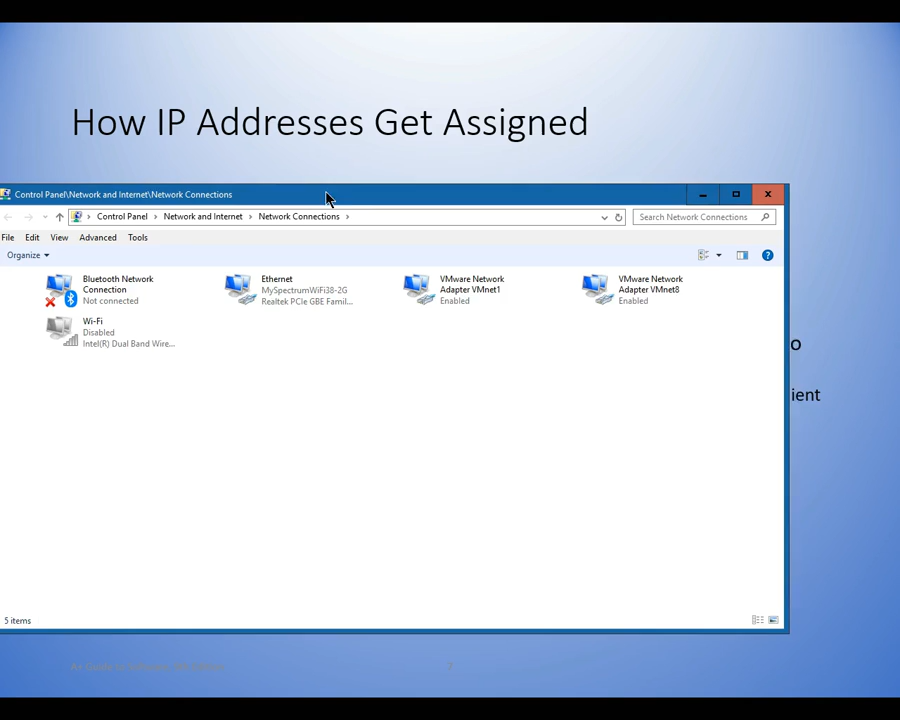 How IP Addresses Get Assigned
Control Panel\Network and Internet\Network Connections
Control Panel > Network and Internet > Network Connections >
Search Network Connections
File Edit View Advanced Tools
Organize
Bluetooth Network
Connection
Not connected
Ethernet
MySpectrumWiFi38-2G
Realtek PCIe GBE Famil...
VMware Network
Adapter VMnet1
Enabled
VMware Network
Adapter VMnet8
Enabled
Wi-Fi
Disabled
Intel(R) Dual Band Wire...
o
ient
5 items
7